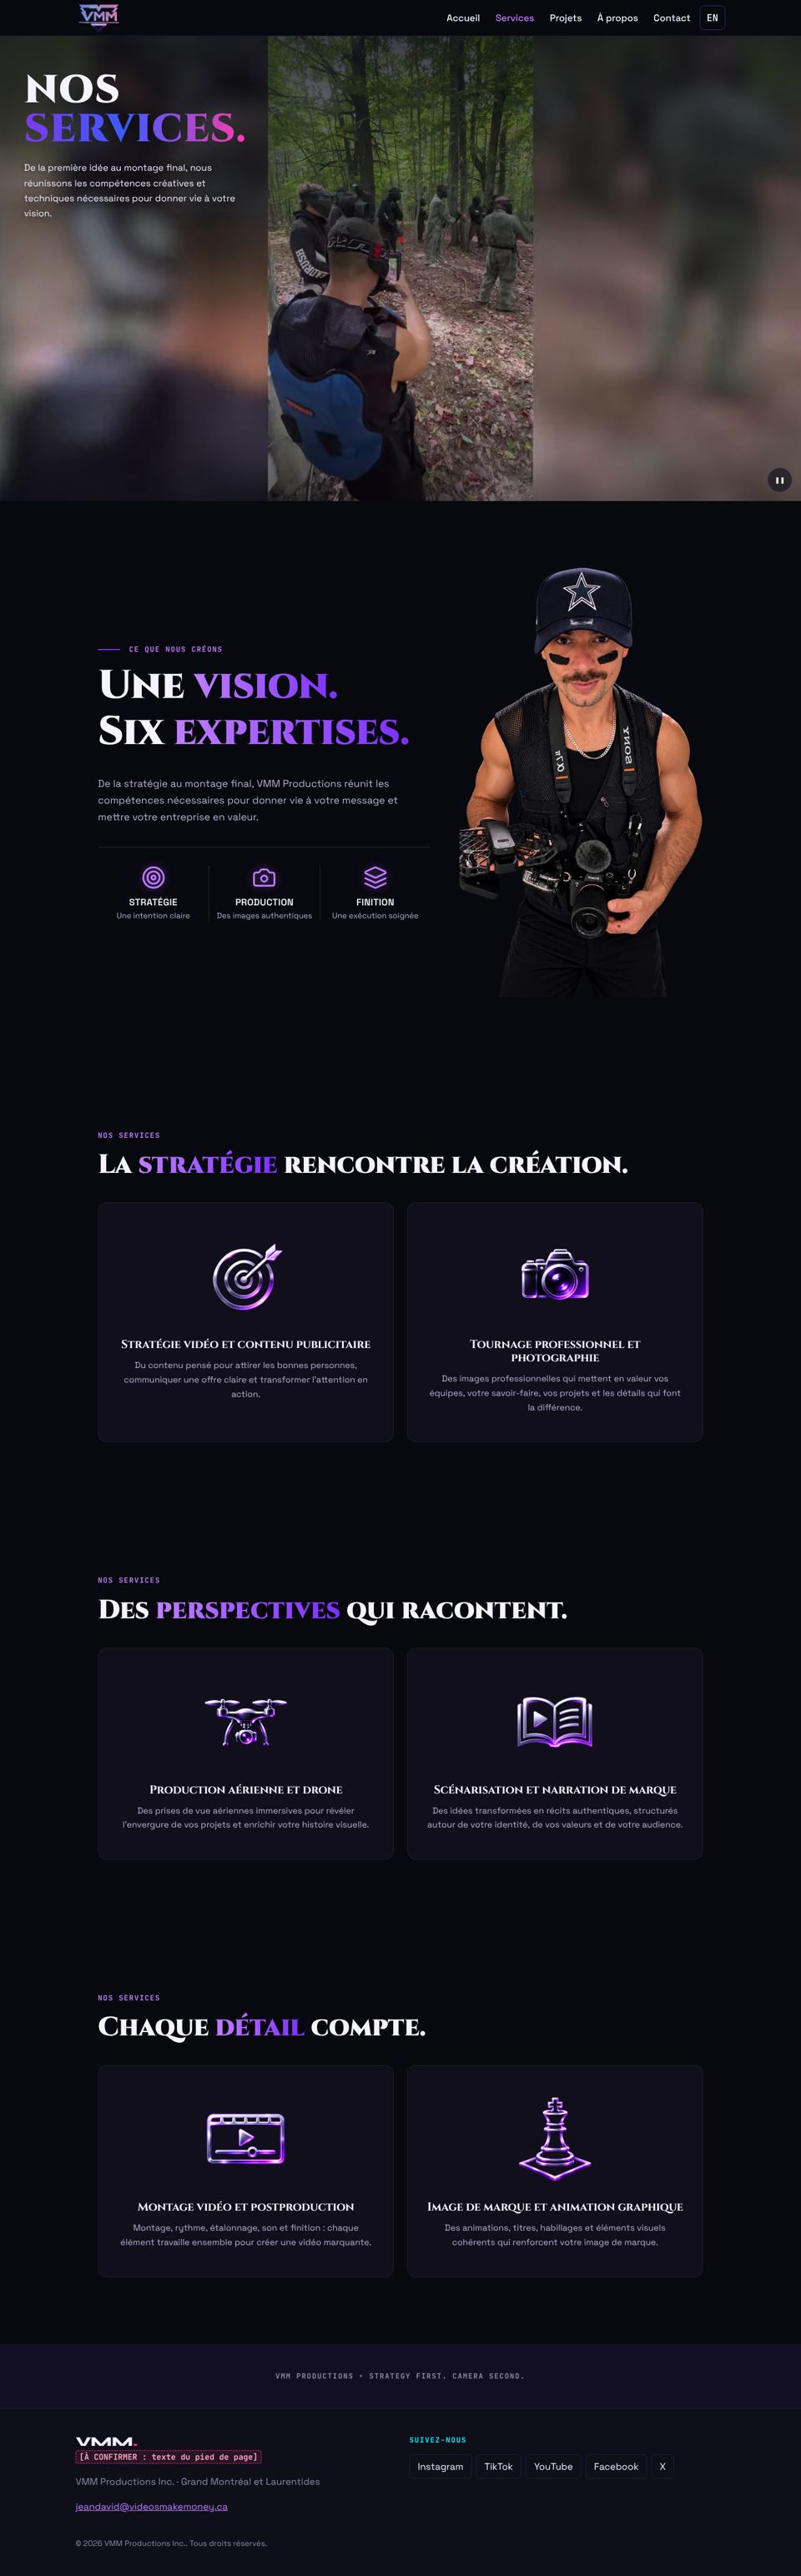 VMM
Accueil Services Projets À propos Contact EN
NOS
SERVICES.
De la première idée au montage final, nous
réunissons les compétences créatives et
techniques nécessaires pour donner vie à votre
vision.
CE QUE NOUS CRÉONS
Une vision.
Six expertises.
De la stratégie au montage final, VMM Productions réunit les
compétences nécessaires pour donner vie à votre message et
mettre votre entreprise en valeur.
STRATÉGIE
Une intention claire
PRODUCTION
Des images authentiques
FINITION
Une exécution soignée
SONY
NOS SERVICES
La stratégie rencontre la création.
Stratégie vidéo et contenu publicitaire
Du contenu pensé pour attirer les bonnes personnes,
communiquer une offre claire et transformer l'attention en
action.
Tournage professionnel et
photographie
Des images professionnelles qui mettent en valeur vos
équipes, votre savoir-faire, vos projets et les détails qui font
la différence.
NOS SERVICES
Des perspectives qui racontent.
Production aérienne et drone
Des prises de vue aériennes immersives pour révéler
l'envergure de vos projets et enrichir votre histoire visuelle.
Scénarisation et narration de marque
Des idées transformées en récits authentiques, structurés
autour de votre identité, de vos valeurs et de votre audience.
NOS SERVICES
Chaque détail compte.
Montage vidéo et postproduction
Montage, rythme, étalonnage, son et finition : chaque
élément travaille ensemble pour créer une vidéo marquante.
Image de marque et animation graphique
Des animations, titres, habillages et éléments visuels
cohérents qui renforcent votre image de marque.
VMM PRODUCTIONS • STRATEGY FIRST. CAMERA SECOND.
VMM.
[À CONFIRMER : texte du pied de page]
VMM Productions Inc. · Grand Montréal et Laurentides
jeandavid@videosmakemoney.ca
SUIVEZ-NOUS
Instagram TikTok YouTube Facebook X
© 2026 VMM Productions Inc.. Tous droits réservés.